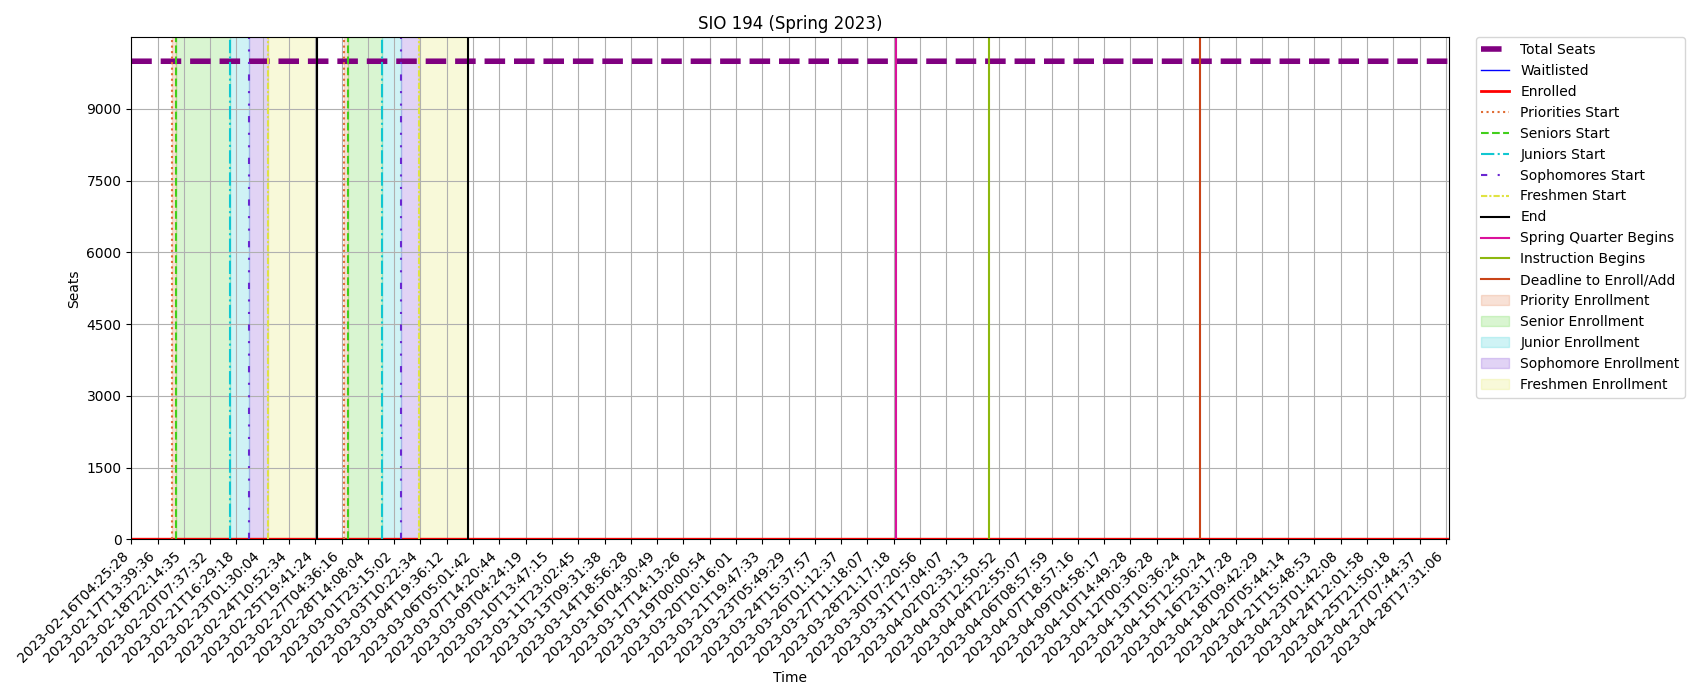 SIO 194 (Spring 2023)
Seats
9000
7500
6000
4500
3000
1500
0
2023-02-16T04:25:28
2023-02-17T13:39:36
2023-02-18T22:14:35
2023-02-20T07:37:32
2023-02-21T16:29:18
2023-02-23T01:30:04
2023-02-24T10:52:34
2023-02-25T19:41:24
2023-02-27T04:36:16
2023-02-28T14:08:04
2023-03-01T23:15:02
2023-03-03T10:22:34
2023-03-04T19:36:12
2023-03-06T05:01:42
2023-03-07T14:20:44
2023-03-09T04:24:19
2023-03-10T13:47:15
2023-03-11T23:02:45
2023-03-13T09:31:38
2023-03-14T18:56:28
2023-03-16T04:30:49
2023-03-17T14:13:26
2023-03-19T00:00:54
2023-03-20T10:16:01
2023-03-21T19:47:33
2023-03-23T05:49:29
2023-03-24T15:37:57
2023-03-26T01:12:37
2023-03-27T11:18:07
2023-03-28T21:17:18
2023-03-30T07:20:56
2023-03-31T17:04:07
2023-04-02T02:33:13
2023-04-03T12:50:52
2023-04-04T22:55:07
2023-04-06T08:57:59
2023-04-07T18:57:16
2023-04-09T04:58:17
2023-04-10T14:49:28
2023-04-12T00:36:28
2023-04-13T10:36:24
2023-04-15T12:50:24
2023-04-16T23:17:28
2023-04-18T09:42:29
2023-04-20T05:44:14
2023-04-21T15:48:53
2023-04-23T01:42:08
2023-04-24T12:01:58
2023-04-25T21:50:18
2023-04-27T07:44:37
2023-04-28T17:31:06
Time
Total Seats
Waitlisted
Enrolled
Priorities Start
Seniors Start
Juniors Start
Sophomores Start
Freshmen Start
End
Spring Quarter Begins
Instruction Begins
Deadline to Enroll/Add
Priority Enrollment
Senior Enrollment
Junior Enrollment
Sophomore Enrollment
Freshmen Enrollment